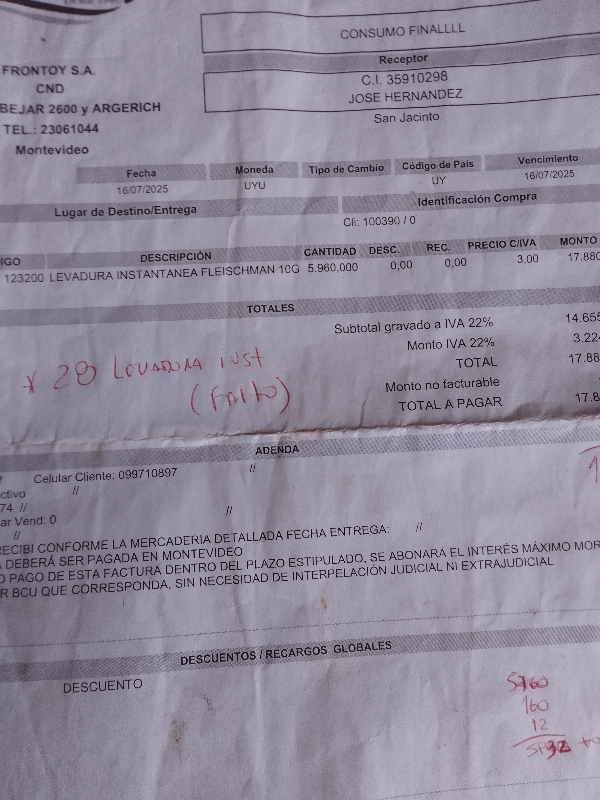 CONSUMO FINALLLL
FRONTOY S.A.
Receptor
CND
C.I. 35910298
BEJAR 2600 y ARGERICH
JOSE HERNANDEZ
TEL.: 23061044
San Jacinto
Montevideo
Fecha Moneda Tipo de Cambio Código de País Vencimiento
16/07/2025 UYU UY 16/07/2025
Lugar de Destino/Entrega Identificación Compra
Cli: 100390 / 0
IGO DESCRIPCIÓN CANTIDAD DESC. REC. PRECIO C/IVA MONTO
123200 LEVADURA INSTANTANEA FLEISCHMAN 10G 5.960,000 0,00 0,00 3.00 17.880
TOTALES
Subtotal gravado a IVA 22% 14.655
Monto IVA 22% 3.224
TOTAL 17.88
Monto no facturable
TOTAL A PAGAR 17.8
* 28 LEVADURA INST
(FALTO)
ADENDA
Celular Cliente: 099710897 //
ctivo //
74 // //
ar Vend: 0
//
RECIBI CONFORME LA MERCADERIA DETALLADA FECHA ENTREGA: //
A DEBERÁ SER PAGADA EN MONTEVIDEO
O PAGO DE ESTA FACTURA DENTRO DEL PLAZO ESTIPULADO, SE ABONARÁ EL INTERÉS MÁXIMO MOR
R BCU QUE CORRESPONDA, SIN NECESIDAD DE INTERPELACIÓN JUDICIAL NI EXTRAJUDICIAL
DESCUENTOS / RECARGOS GLOBALES
DESCUENTO
5760
160
12